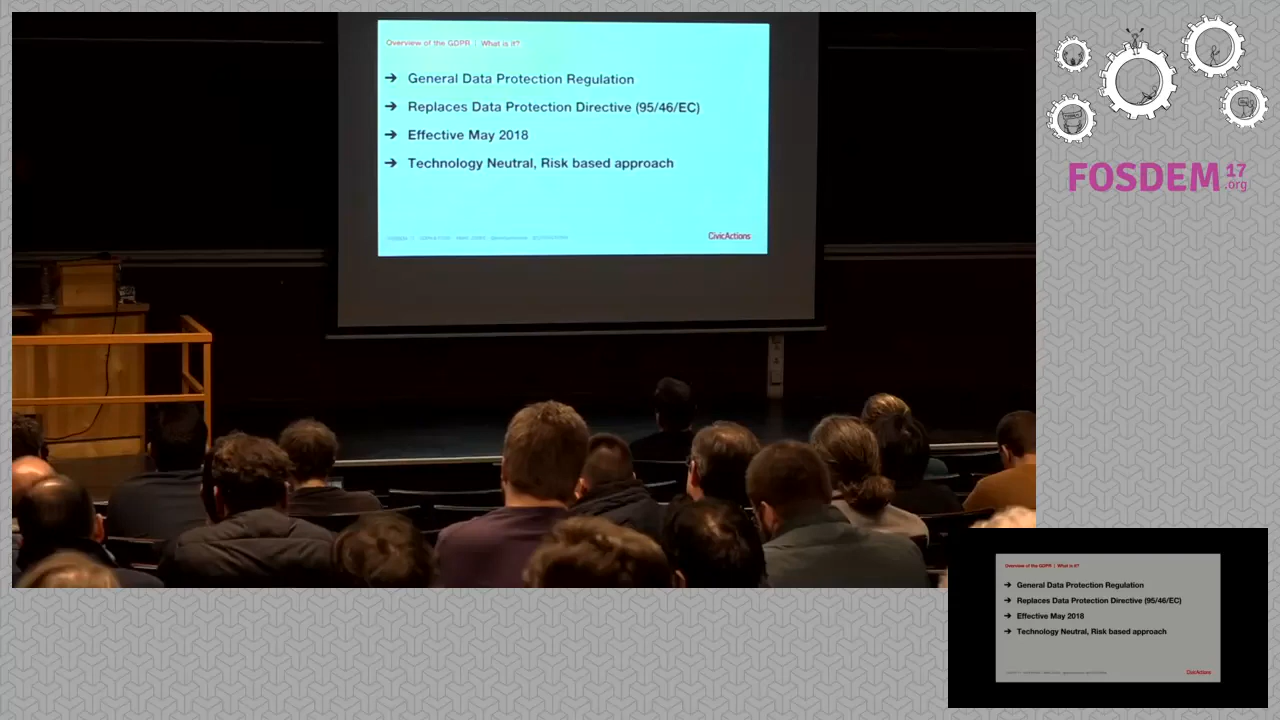 Overview of the GDPR | What is it?
→ General Data Protection Regulation
→ Replaces Data Protection Directive (95/46/EC)
→ Effective May 2018
→ Technology Neutral, Risk based approach
CivicActions
FOSDEM 17
.org
Overview of the GDPR | What is it?
→ General Data Protection Regulation
→ Replaces Data Protection Directive (95/46/EC)
→ Effective May 2018
→ Technology Neutral, Risk based approach
CivicActions